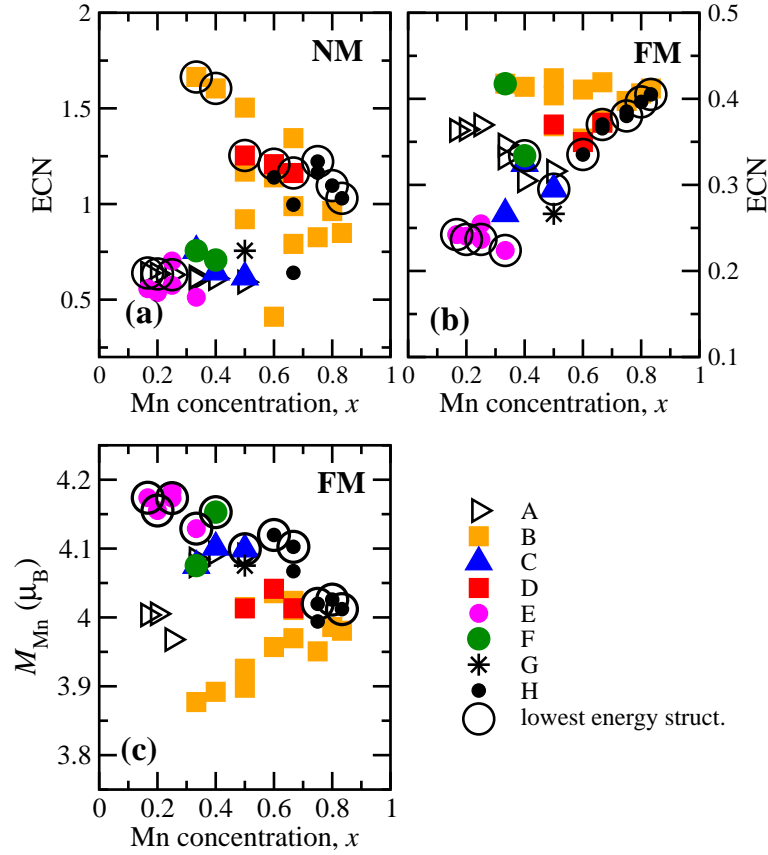 2
1.5
1
0.5
ECN
NM
(a)
0 0.2 0.4 0.6 0.8 1
Mn concentration, x
0.5
0.4
0.3
0.2
0.1
ECN
FM
(b)
0 0.2 0.4 0.6 0.8 1
Mn concentration, x
4.2
4.1
4
3.9
3.8
M_Mn (μ_B)
FM
(c)
0 0.2 0.4 0.6 0.8 1
Mn concentration, x
A
B
C
D
E
F
G
H
lowest energy struct.